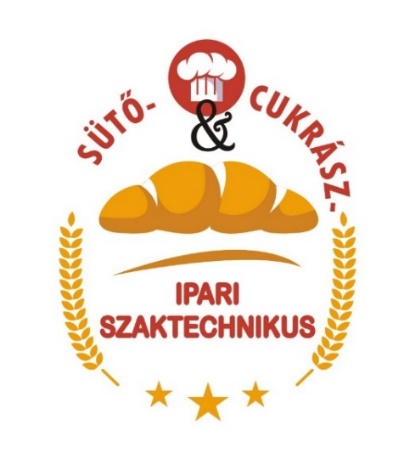 SÜTŐ-
&
CUKRÁSZ-
IPARI
SZAKTECHNIKUS